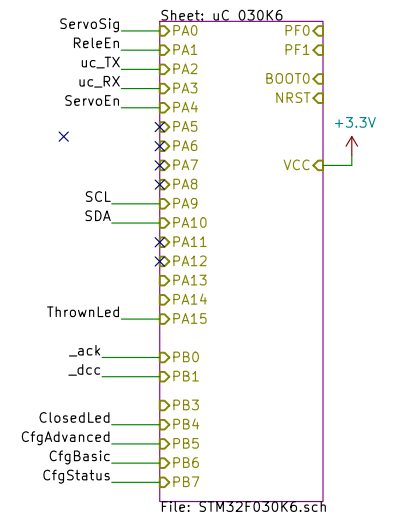 Sheet: uC_030K6
ServoSig PA0 PF0
ReleEn PA1 PF1
uc_TX PA2
uc_RX PA3 BOOT0
ServoEn PA4 NRST
PA5 +3.3V
PA6
PA7 VCC
PA8
SCL PA9
SDA PA10
PA11
PA12
PA13
PA14
ThrownLed PA15
_ack PB0
_dcc PB1
PB3
ClosedLed PB4
CfgAdvanced PB5
CfgBasic PB6
CfgStatus PB7
File: STM32F030K6.sch